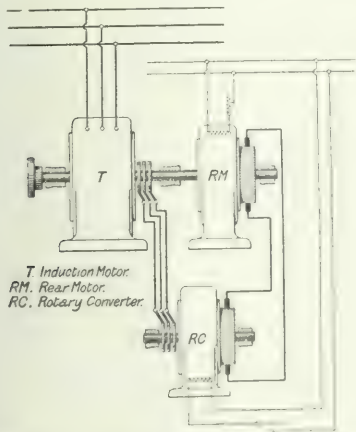 T
RM
T. Induction Motor.
RM. Rear Motor.
RC. Rotary Converter.
RC